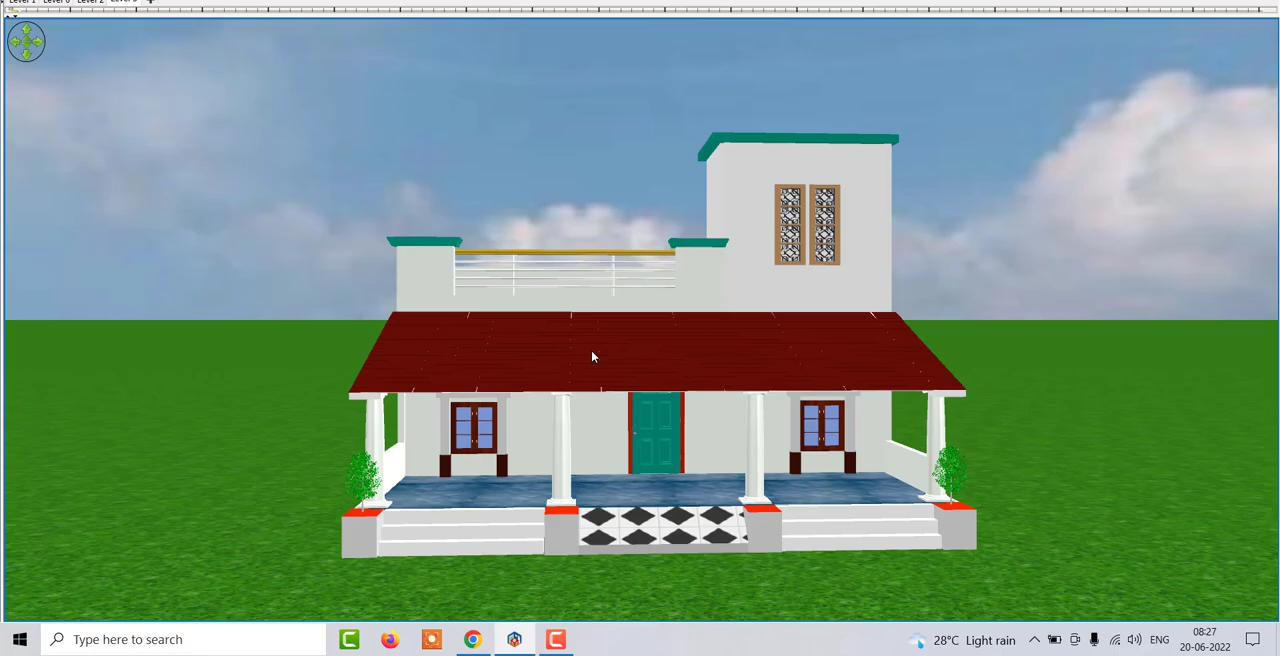 Type here to search
28°C Light rain
ENG
08:27
20-06-2022